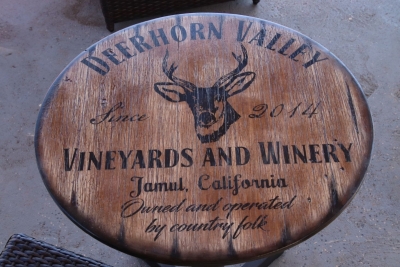 DEERHORN VALLEY
Since 2014
VINEYARDS AND WINERY
Jamul, California
Owned and operated
by country folk